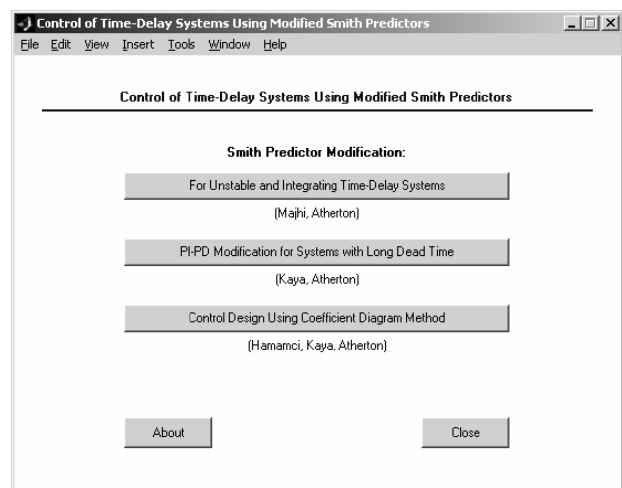 Control of Time-Delay Systems Using Modified Smith Predictors
File Edit View Insert Tools Window Help
Control of Time-Delay Systems Using Modified Smith Predictors
Smith Predictor Modification:
For Unstable and Integrating Time-Delay Systems
(Majhi, Atherton)
PI-PD Modification for Systems with Long Dead Time
(Kaya, Atherton)
Control Design Using Coefficient Diagram Method
(Hamamci, Kaya, Atherton)
About Close